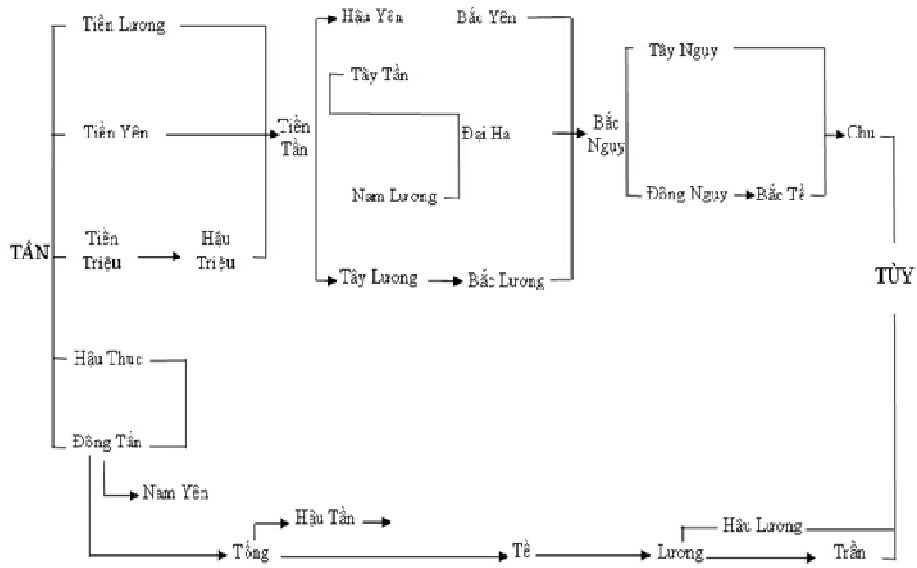 Tiền Lương
Hậu Yên
Bắc Yên
Tây Ngụy
Tây Tần
Tiền Yên
Tiền
Tần
Đại Hạ
Bắc
Ngụy
Chu
Nam Lương
Đông Ngụy
Bắc Tề
TẤN
Tiền
Triệu
Hậu
Triệu
Tây Lương
Bắc Lương
TÙY
Hậu Thục
Đông Tấn
Nam Yên
Hậu Tần
Hâu Lương
Tống
Tề
Lương
Trần